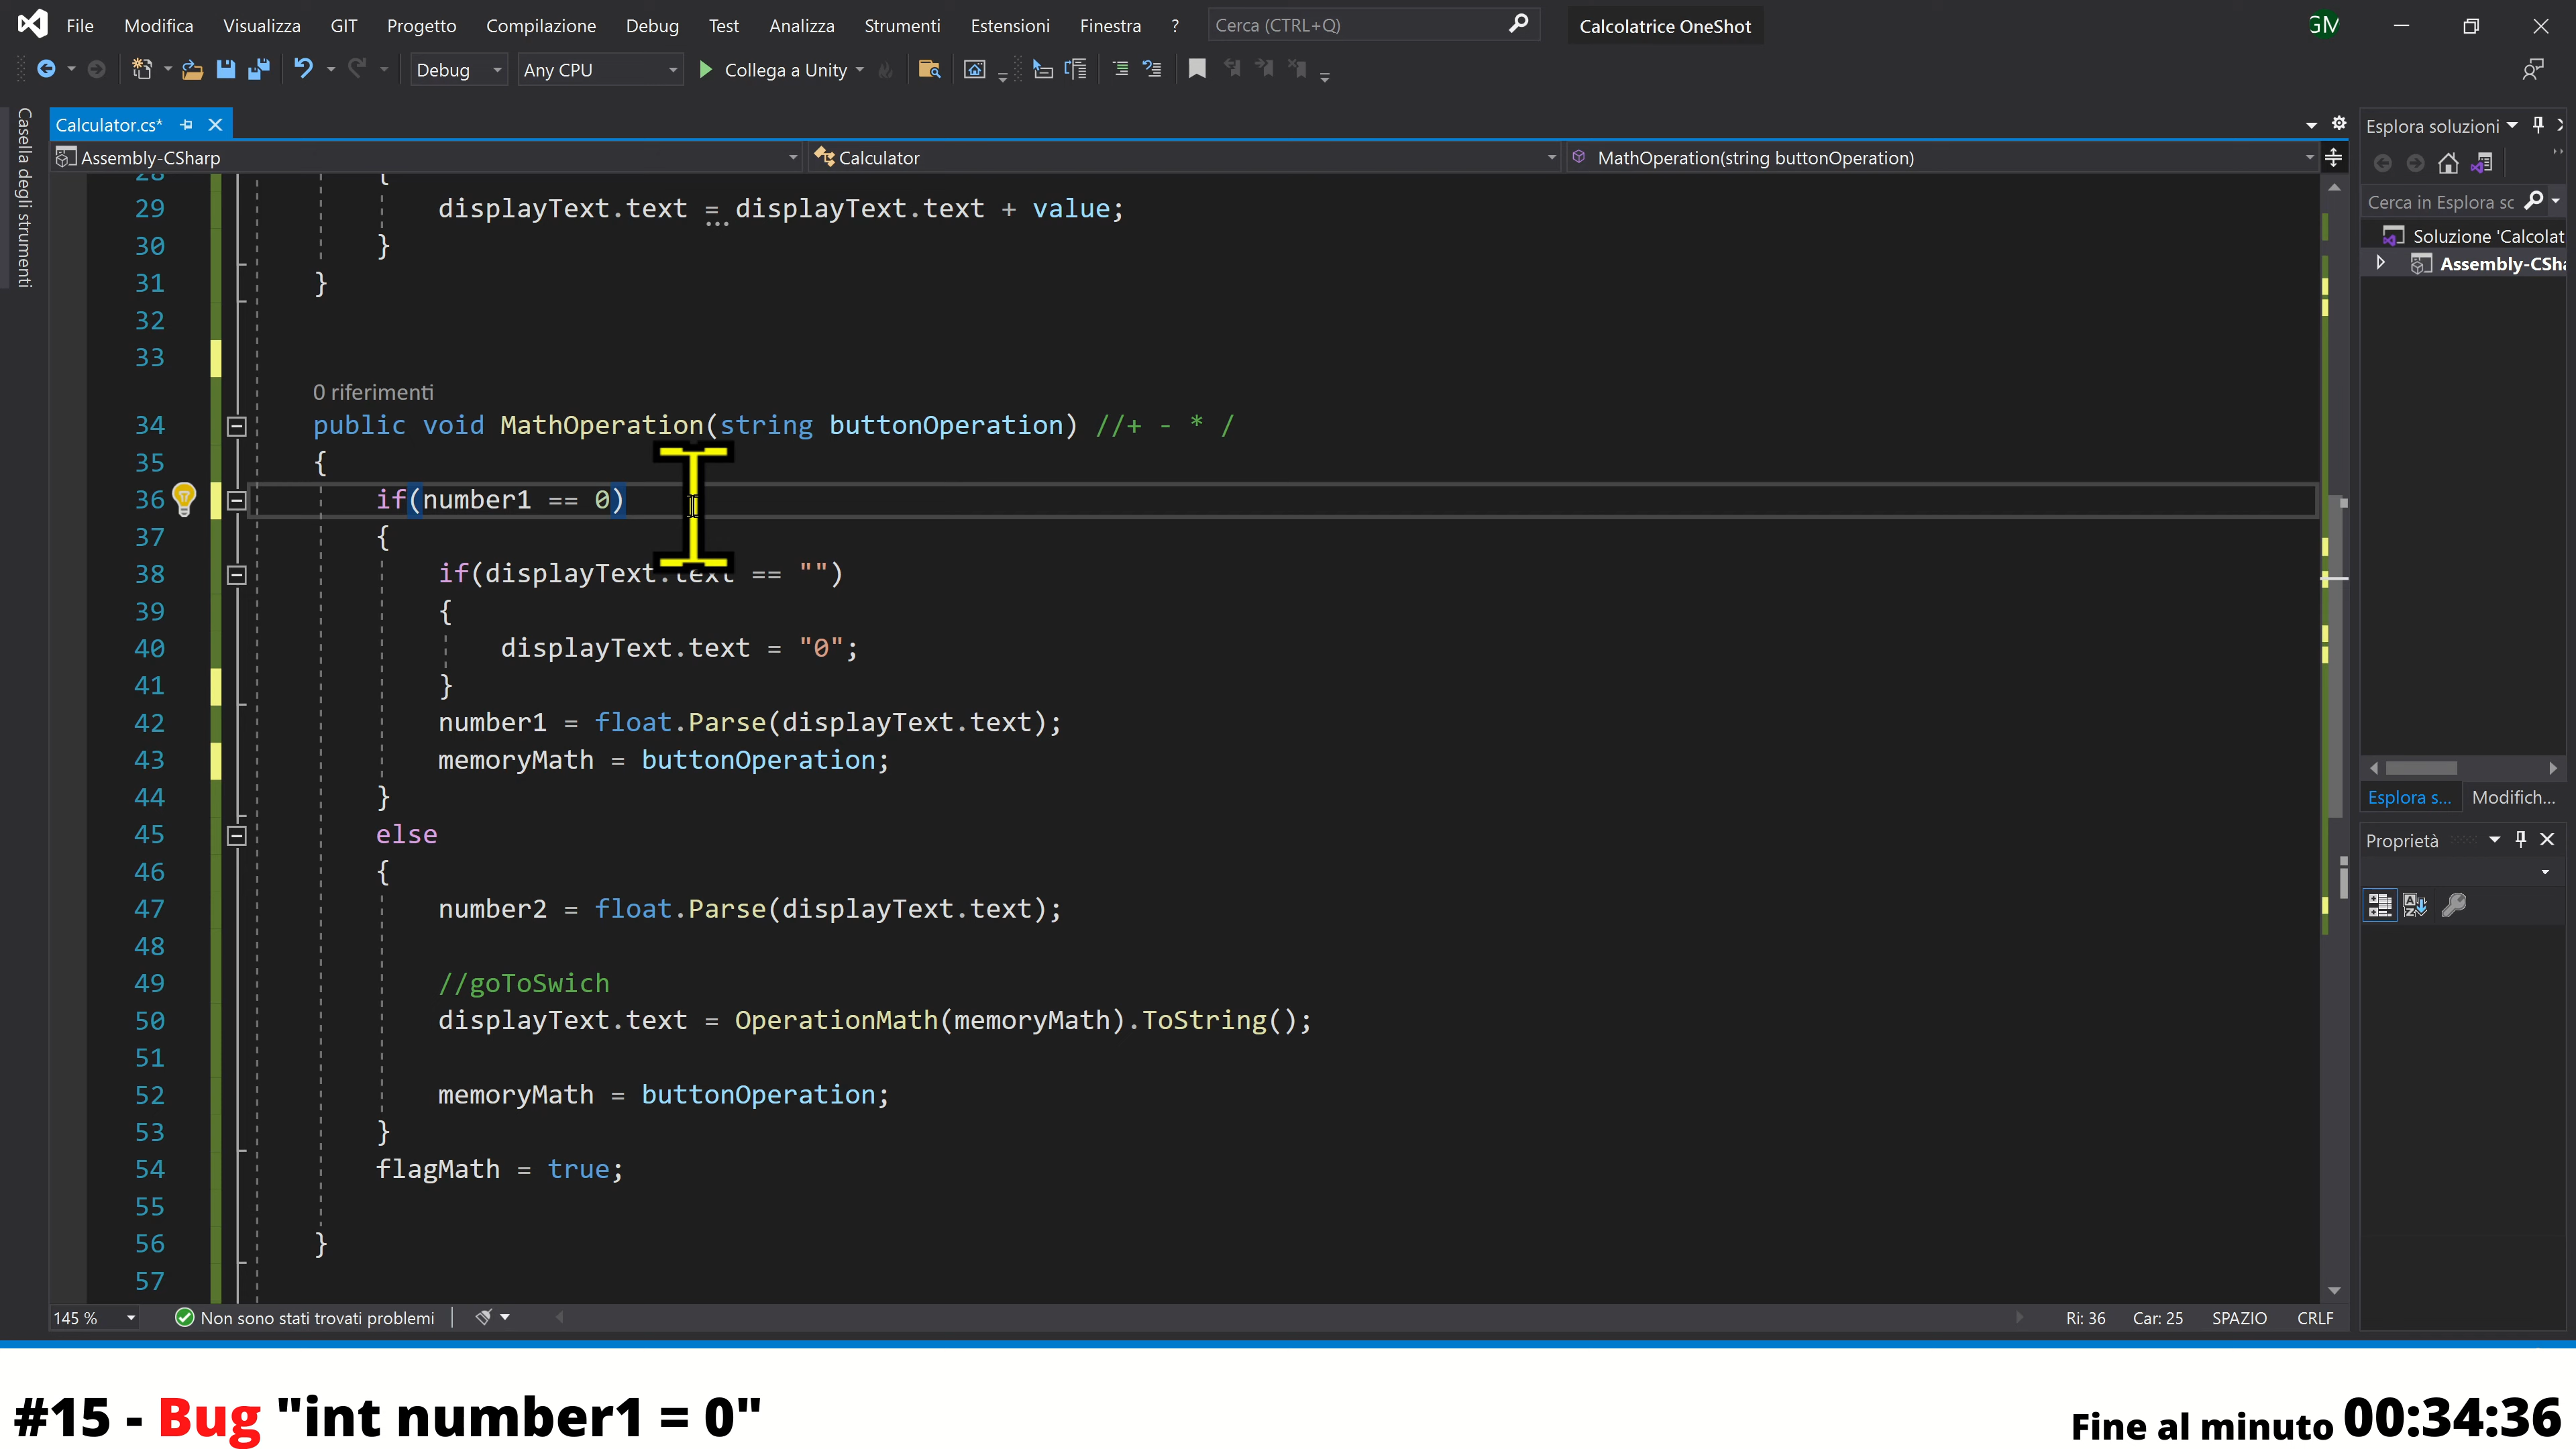 File Modifica Visualizza GIT Progetto Compilazione Debug Test Analizza Strumenti Estensioni Finestra ? Cerca (CTRL+Q) Calcolatrice OneShot GM
Debug Any CPU Collega a Unity
Casella degli strumenti
Calculator.cs*
Esplora soluzioni
Assembly-CSharp Calculator MathOperation(string buttonOperation)
Cerca in Esplora sc
Soluzione 'Calcolat
Assembly-CSha
28 {
29 displayText.text = displayText.text + value;
30 }
31 }
32
33
0 riferimenti
34 public void MathOperation(string buttonOperation) //+ - * /
35 {
36 if(number1 == 0)
37 {
38 if(displayText.text == "")
39 {
40 displayText.text = "0";
41 }
42 number1 = float.Parse(displayText.text);
43 memoryMath = buttonOperation;
44 }
45 else
46 {
47 number2 = float.Parse(displayText.text);
48
49 //goToSwich
50 displayText.text = OperationMath(memoryMath).ToString();
51
52 memoryMath = buttonOperation;
53 }
54 flagMath = true;
55
56 }
57
Esplora s... Modifich...
Proprietà
145 % Non sono stati trovati problemi Ri: 36 Car: 25 SPAZIO CRLF
#15 - Bug "int number1 = 0"
Fine al minuto 00:34:36